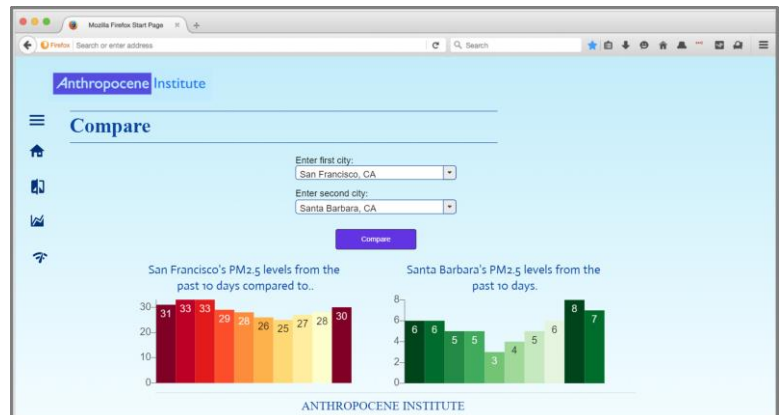 Mozilla Firefox Start Page
Firefox Search or enter address
Search
Anthropocene Institute
Compare
Enter first city:
San Francisco, CA
Enter second city:
Santa Barbara, CA
Compare
San Francisco's PM2.5 levels from the
past 10 days compared to..
30
20
10
0
31 33 33 29 28 26 25 27 28 30
Santa Barbara's PM2.5 levels from the
past 10 days.
8
6
4
2
0
6 6 5 5 3 4 5 6 8 7
ANTHROPOCENE INSTITUTE